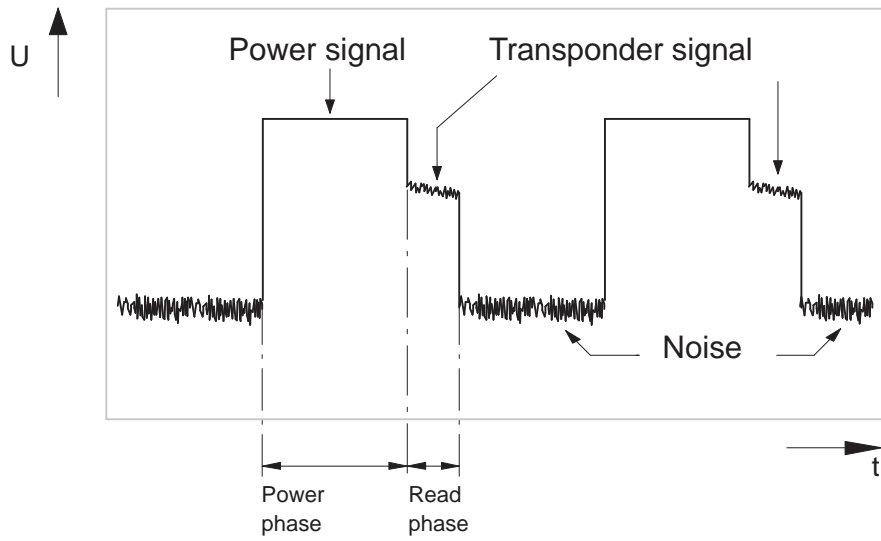 U
Power signal
Transponder signal
Noise
t
Power
phase
Read
phase